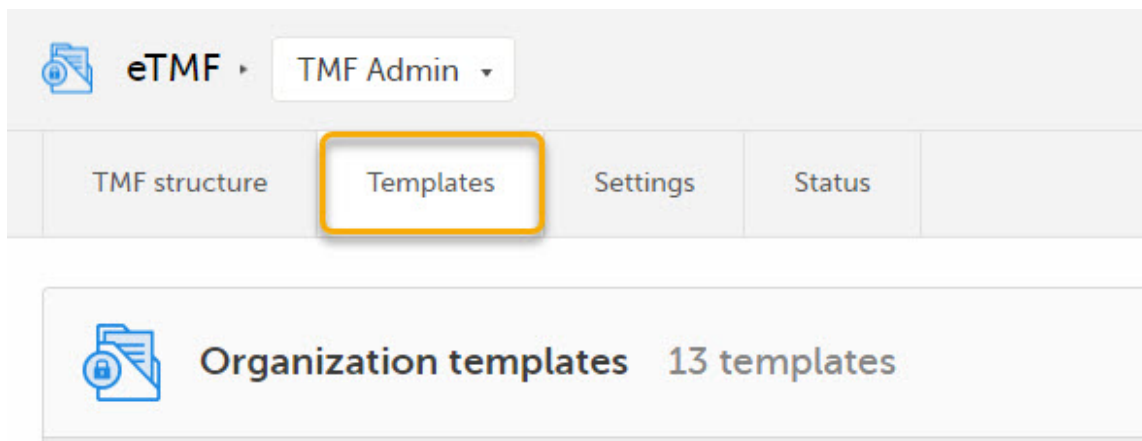 eTMF TMF Admin
TMF structure Templates Settings Status
Organization templates 13 templates